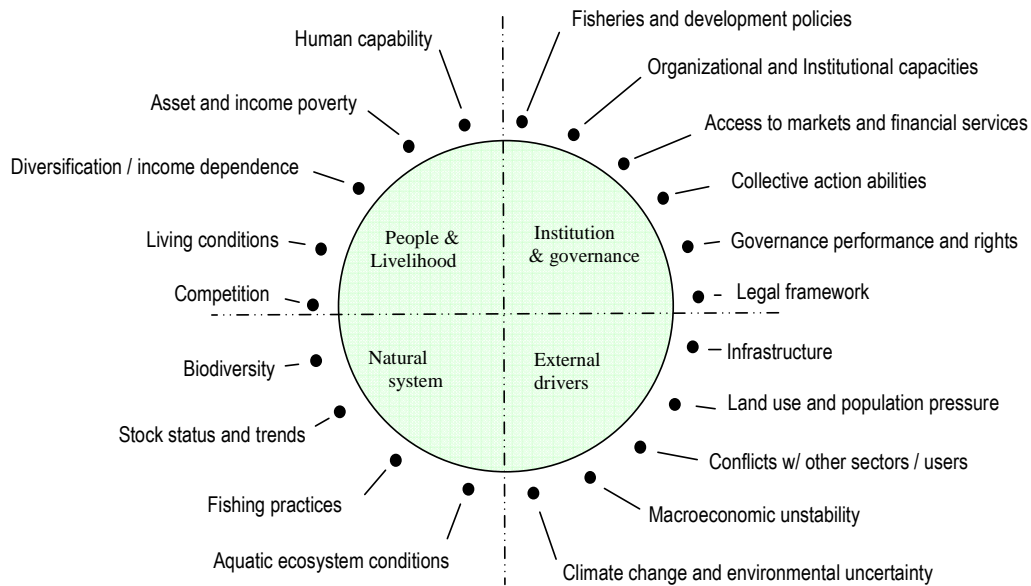 Human capability
Asset and income poverty
Diversification / income dependence
Living conditions
Competition
Fisheries and development policies
Organizational and Institutional capacities
Access to markets and financial services
Collective action abilities
Governance performance and rights
Legal framework
People &
Livelihood
Institution
& governance
Natural
system
External
drivers
Biodiversity
Stock status and trends
Fishing practices
Aquatic ecosystem conditions
Infrastructure
Land use and population pressure
Conflicts w/ other sectors / users
Macroeconomic unstability
Climate change and environmental uncertainty